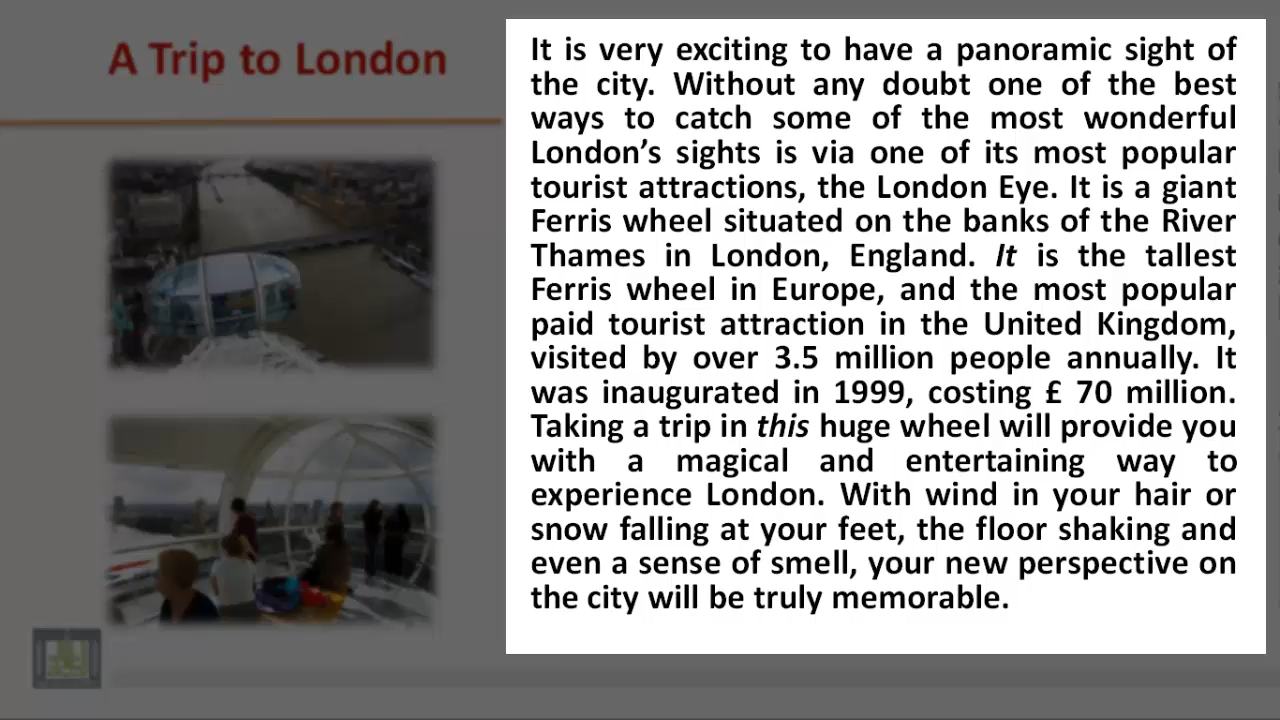 A Trip to London
It is very exciting to have a panoramic sight of
the city. Without any doubt one of the best
ways to catch some of the most wonderful
London’s sights is via one of its most popular
tourist attractions, the London Eye. It is a giant
Ferris wheel situated on the banks of the River
Thames in London, England. It is the tallest
Ferris wheel in Europe, and the most popular
paid tourist attraction in the United Kingdom,
visited by over 3.5 million people annually. It
was inaugurated in 1999, costing £ 70 million.
Taking a trip in this huge wheel will provide you
with a magical and entertaining way to
experience London. With wind in your hair or
snow falling at your feet, the floor shaking and
even a sense of smell, your new perspective on
the city will be truly memorable.